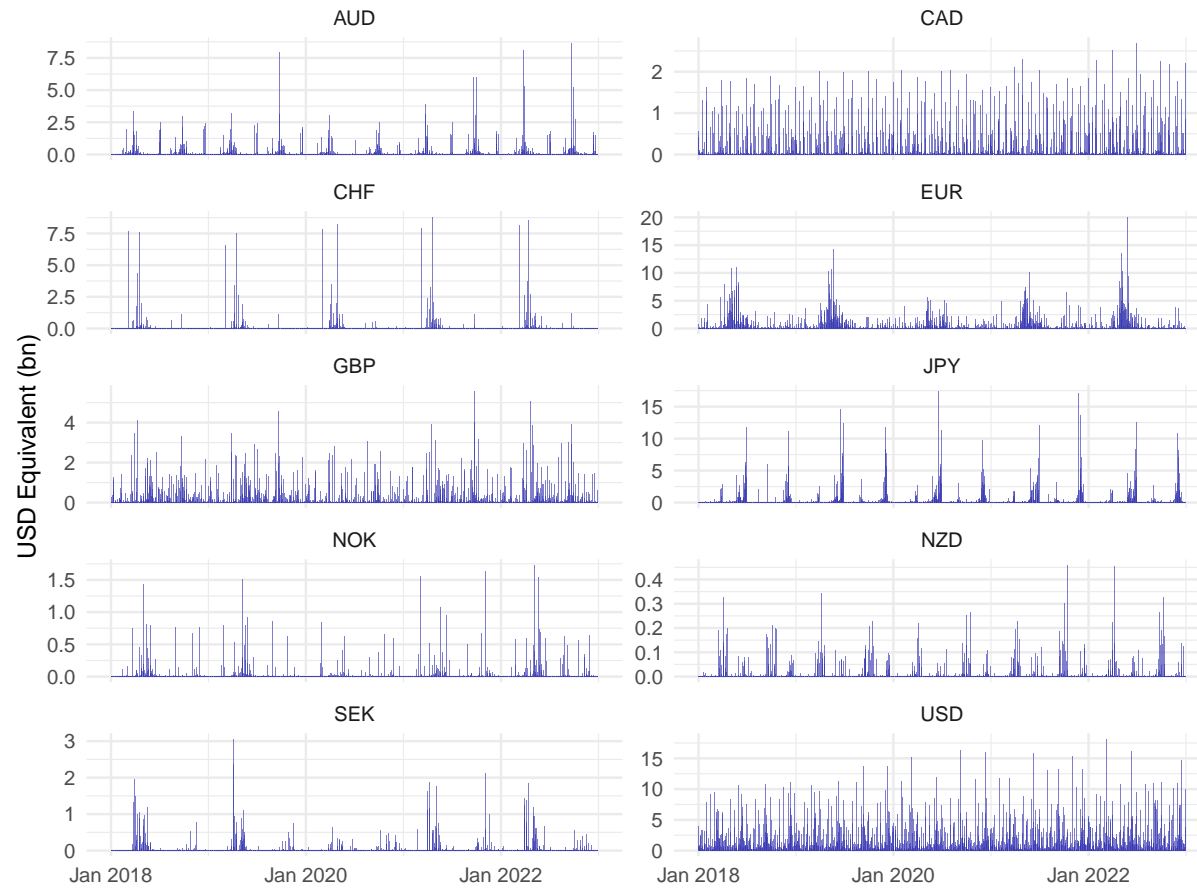 AUD
CAD
7.5
5.0
2.5
0.0
2
1
0
CHF
EUR
7.5
5.0
2.5
0.0
20
15
10
5
0
GBP
JPY
4
2
0
15
10
5
0
NOK
NZD
1.5
1.0
0.5
0.0
0.4
0.3
0.2
0.1
0.0
SEK
USD
3
2
1
0
15
10
5
0
Jan 2018
Jan 2020
Jan 2022
Jan 2018
Jan 2020
Jan 2022
USD Equivalent (bn)